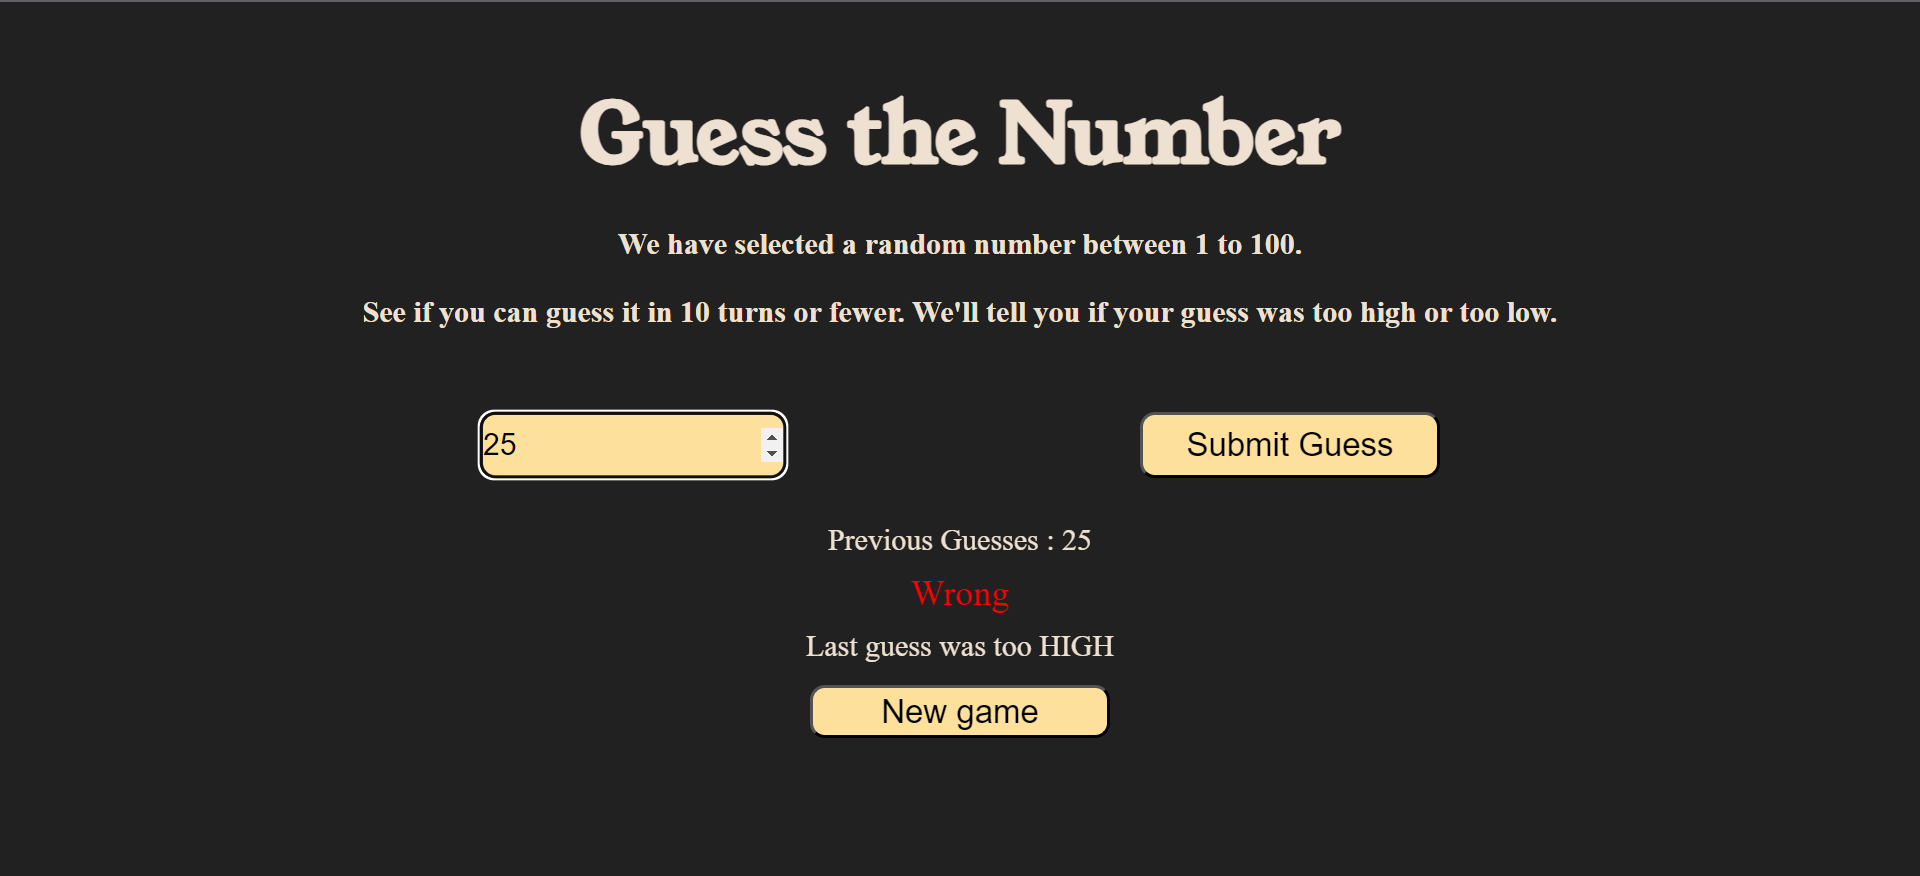 Guess the Number
We have selected a random number between 1 to 100.
See if you can guess it in 10 turns or fewer. We'll tell you if your guess was too high or too low.
25
Submit Guess
Previous Guesses : 25
Wrong
Last guess was too HIGH
New game